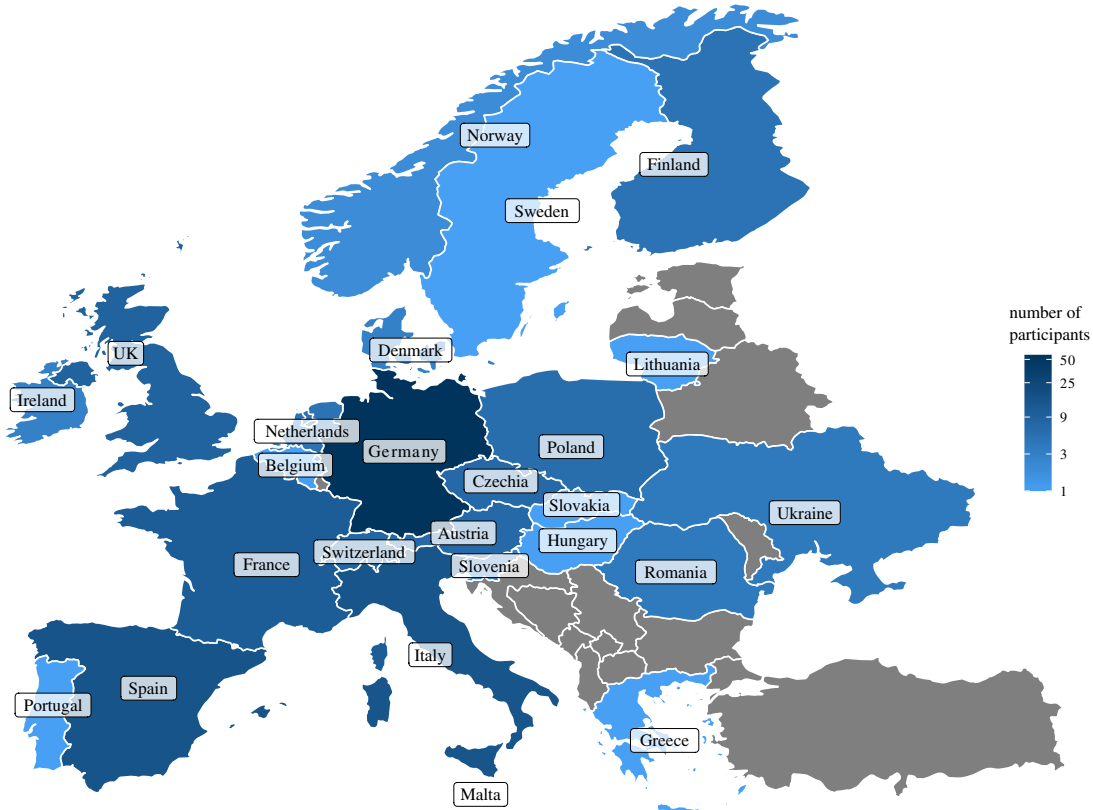 Norway
Finland
Sweden
number of
participants
50
25
9
3
1
UK
Denmark
Lithuania
Ireland
Netherlands
Germany
Poland
Belgium
Czechia
Slovakia
Ukraine
Austria
Hungary
Switzerland
France
Slovenia
Romania
Italy
Spain
Portugal
Greece
Malta